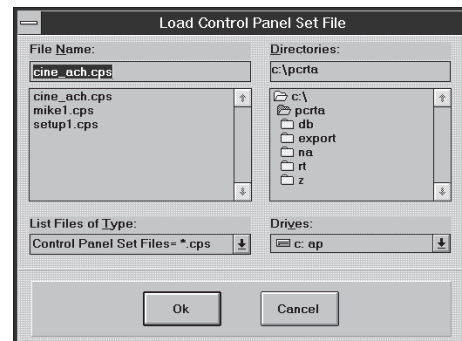 Load Control Panel Set File
File Name:
cine_ach.cps
cine_ach.cps
mike1.cps
setup1.cps
Directories:
c:\pcrta
c:\
pcrta
db
export
na
rt
z
List Files of Type:
Control Panel Set Files= *.cps
Drives:
c: ap
Ok
Cancel